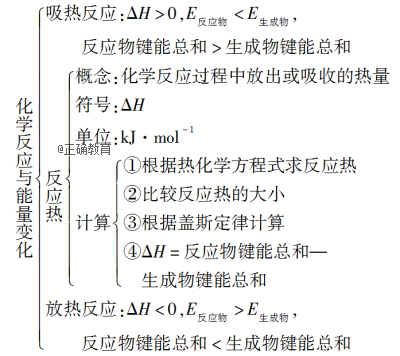 吸热反应:ΔH>0,E反应物<E生成物,
反应物键能总和>生成物键能总和
化学反应与能量变化
反应热
概念:化学反应过程中放出或吸收的热量
符号:ΔH
单位:kJ·mol⁻¹
@正确教育
计算
①根据热化学方程式求反应热
②比较反应热的大小
③根据盖斯定律计算
④ΔH=反应物键能总和—
生成物键能总和
放热反应:ΔH<0,E反应物>E生成物,
反应物键能总和<生成物键能总和